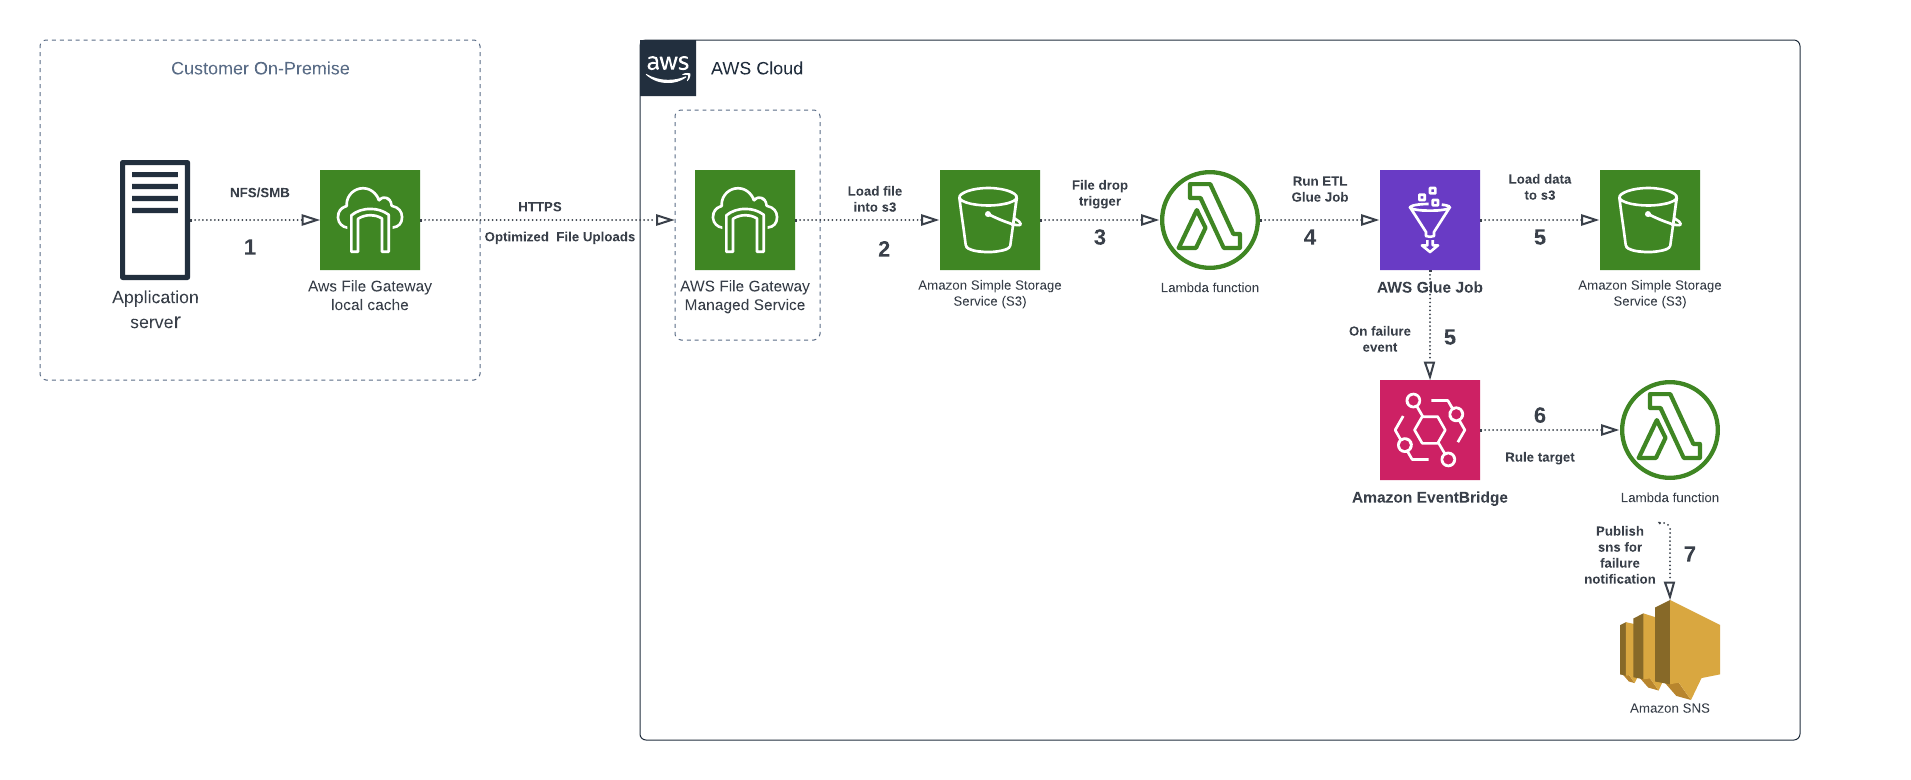 Customer On-Premise
aws
AWS Cloud
NFS/SMB
1
Application
server
Aws File Gateway
local cache
HTTPS
Optimized File Uploads
AWS File Gateway
Managed Service
Load file
into s3
2
Amazon Simple Storage
Service (S3)
File drop
trigger
3
Lambda function
Run ETL
Glue Job
4
AWS Glue Job
Load data
to s3
5
Amazon Simple Storage
Service (S3)
On failure
event
5
Amazon EventBridge
6
Rule target
Lambda function
Publish
sns for
failure
notification
7
Amazon SNS